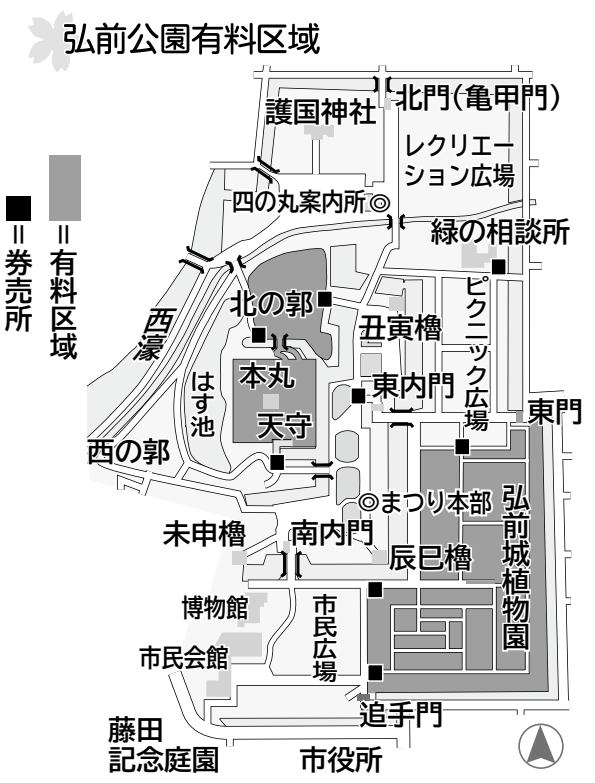 弘前公園有料区域
北門(亀甲門)
護国神社
レクリエー
ション広場
四の丸案内所◎
緑の相談所
■=券売所
=有料区域
西濠
北の郭
丑寅櫓
ピクニック広場
本丸
はす池
東内門
天守
東門
西の郭
◎まつり本部
弘前城植物園
未申櫓
南内門
辰巳櫓
博物館
市民広場
市民会館
追手門
藤田
記念庭園
市役所